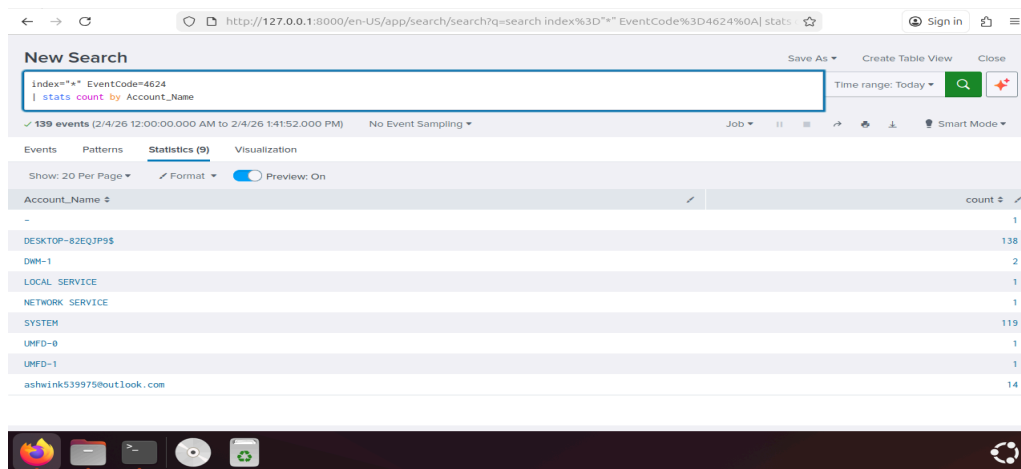 http://127.0.0.1:8000/en-US/app/search/search?q=search index%3D"*" EventCode%3D4624%0A| stats
Sign in
New Search
Save As Create Table View Close
index="*" EventCode=4624
| stats count by Account_Name
Time range: Today
139 events (2/4/26 12:00:00.000 AM to 2/4/26 1:41:52.000 PM) No Event Sampling Job Smart Mode
Events Patterns Statistics (9) Visualization
Show: 20 Per Page Format Preview: On
Account_Name count
- 1
DESKTOP-82EQJP9$ 138
DWM-1 2
LOCAL SERVICE 1
NETWORK SERVICE 1
SYSTEM 119
UMFD-0 1
UMFD-1 1
ashwink539975@outlook.com 14